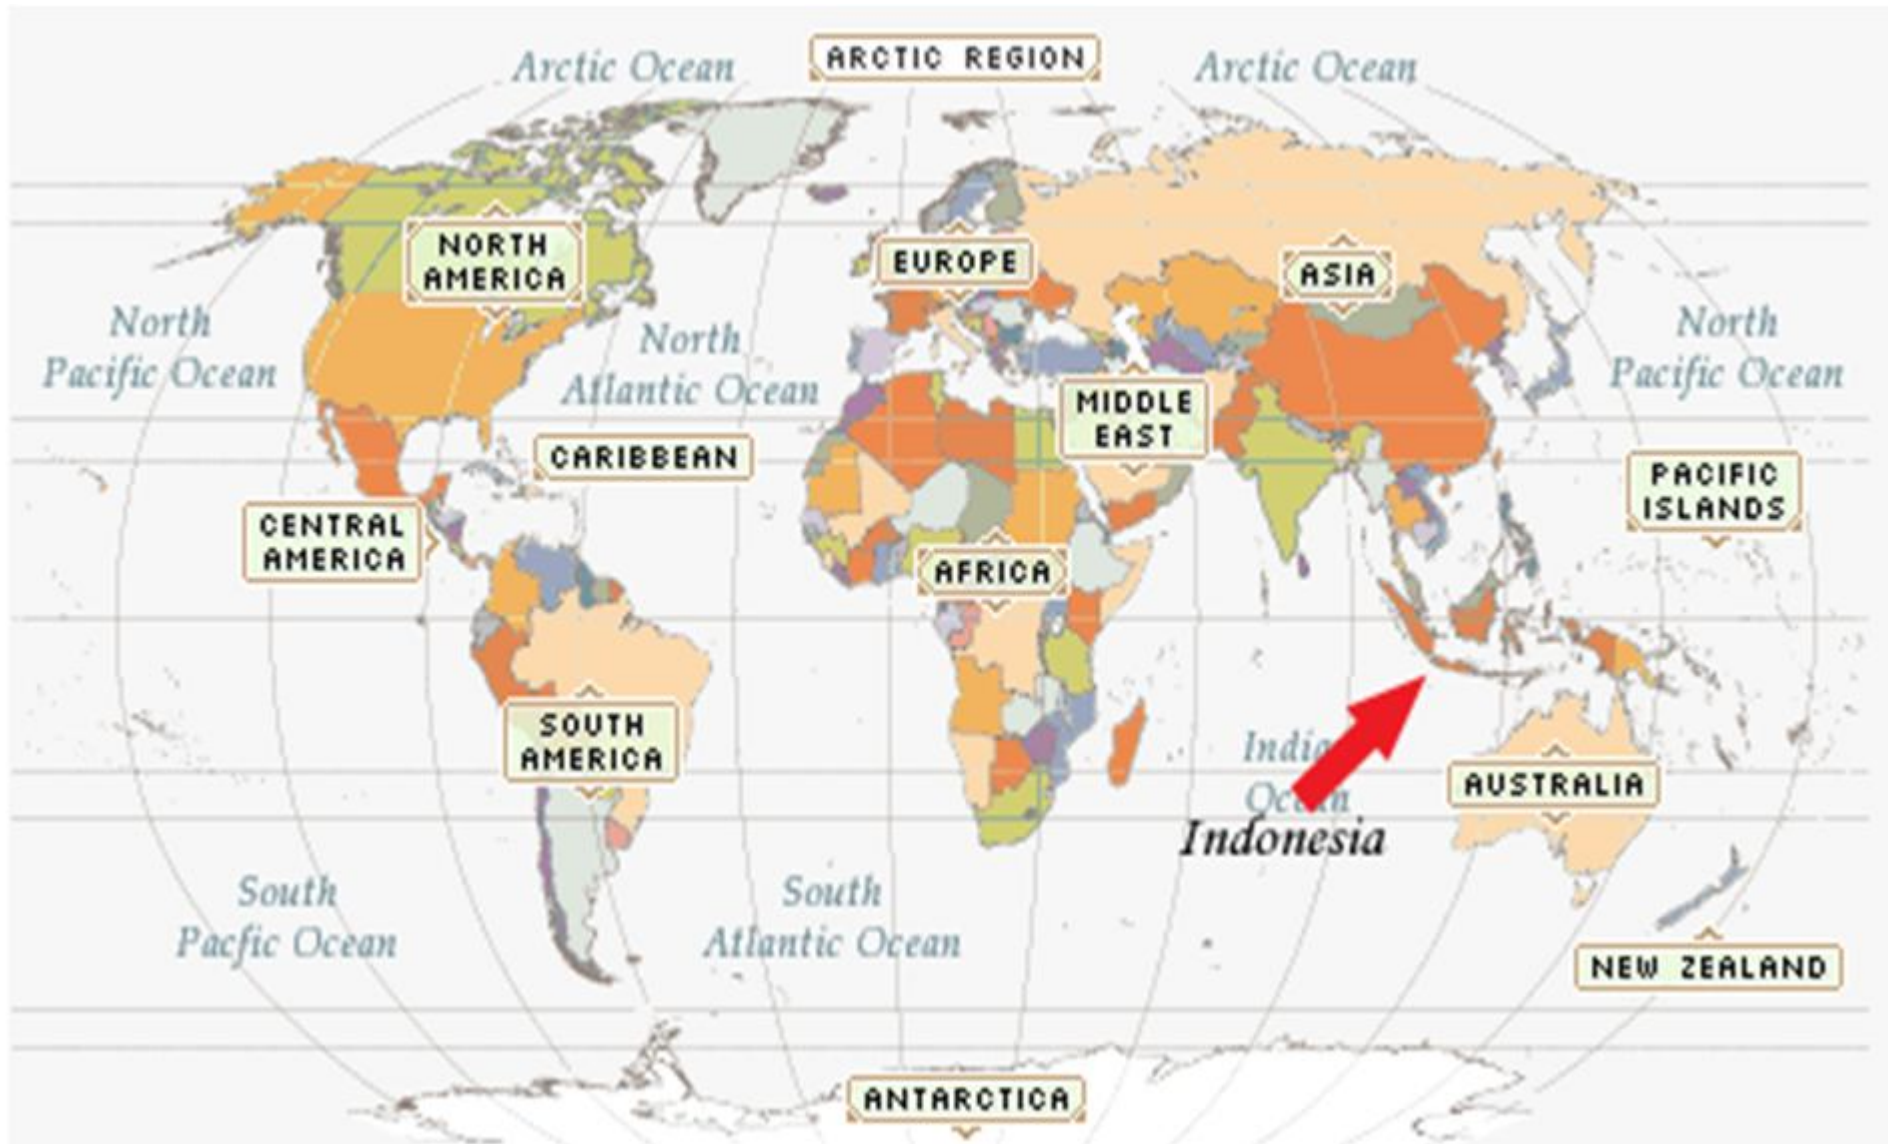 Arctic Ocean
ARCTIC REGION
Arctic Ocean
NORTH
AMERICA
EUROPE
ASIA
North
Pacific Ocean
North
Atlantic Ocean
North
Pacific Ocean
MIDDLE
EAST
CARIBBEAN
PACIFIC
ISLANDS
CENTRAL
AMERICA
AFRICA
SOUTH
AMERICA
AUSTRALIA
Indonesia
South
Pacfic Ocean
South
Atlantic Ocean
NEW ZEALAND
ANTARCTICA